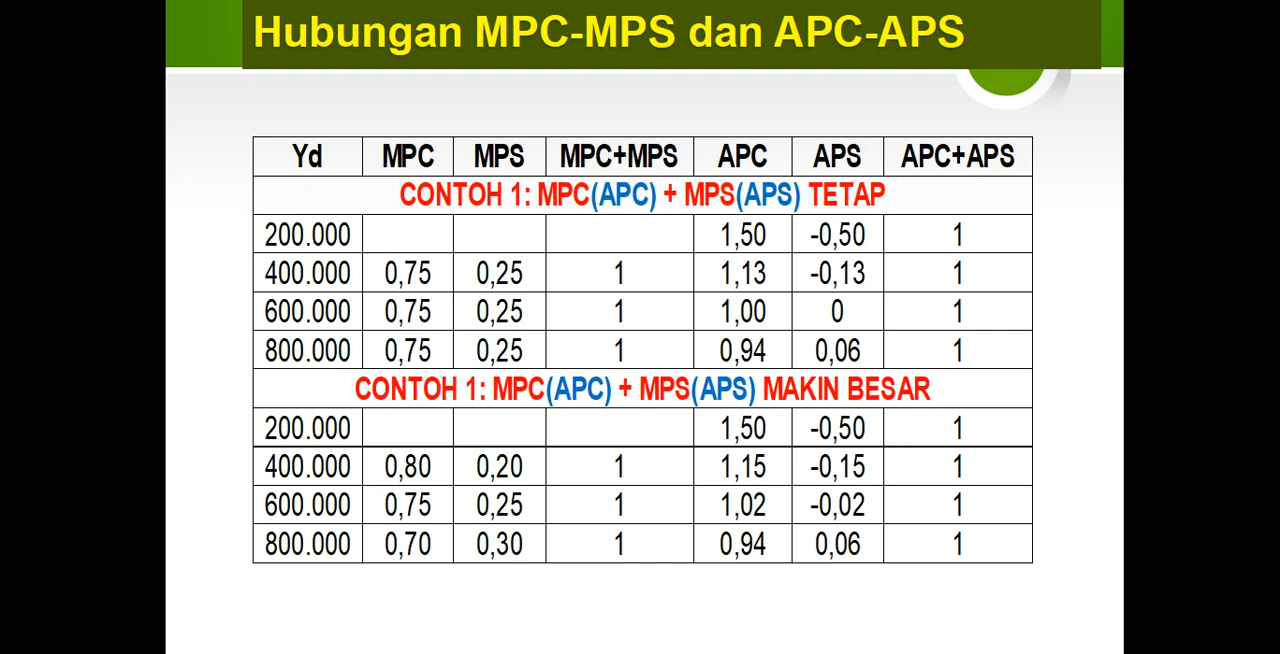 Hubungan MPC-MPS dan APC-APS
Yd MPC MPS MPC+MPS APC APS APC+APS
CONTOH 1: MPC(APC) + MPS(APS) TETAP
200.000 1,50 -0,50 1
400.000 0,75 0,25 1 1,13 -0,13 1
600.000 0,75 0,25 1 1,00 0 1
800.000 0,75 0,25 1 0,94 0,06 1
CONTOH 1: MPC(APC) + MPS(APS) MAKIN BESAR
200.000 1,50 -0,50 1
400.000 0,80 0,20 1 1,15 -0,15 1
600.000 0,75 0,25 1 1,02 -0,02 1
800.000 0,70 0,30 1 0,94 0,06 1